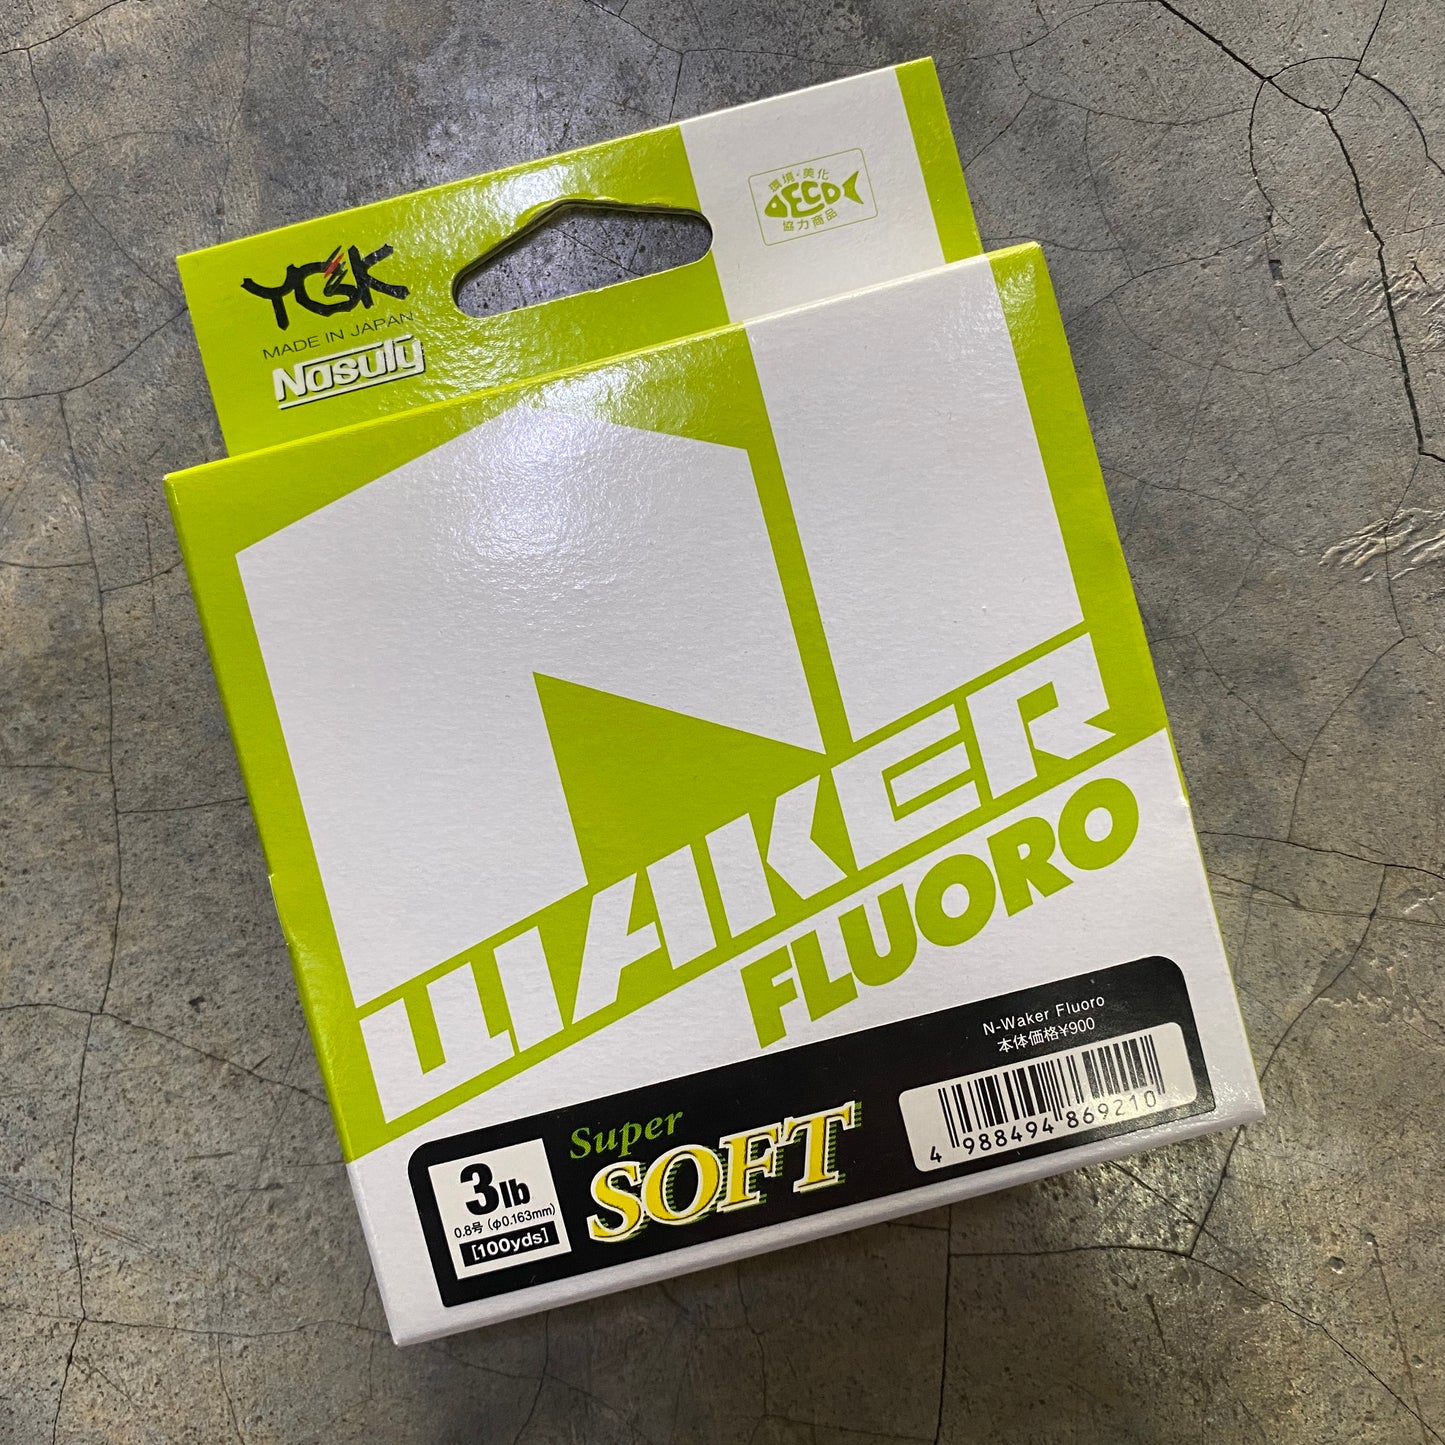 YGK
MADE IN JAPAN
Nasuly
環境・美化
ECO
協力商品
N
WAKER
FLUORO
N-Waker Fluoro
本体価格¥900
4 988494 869210
Super
SOFT
3lb
0.8号(φ0.163mm)
[100yds]